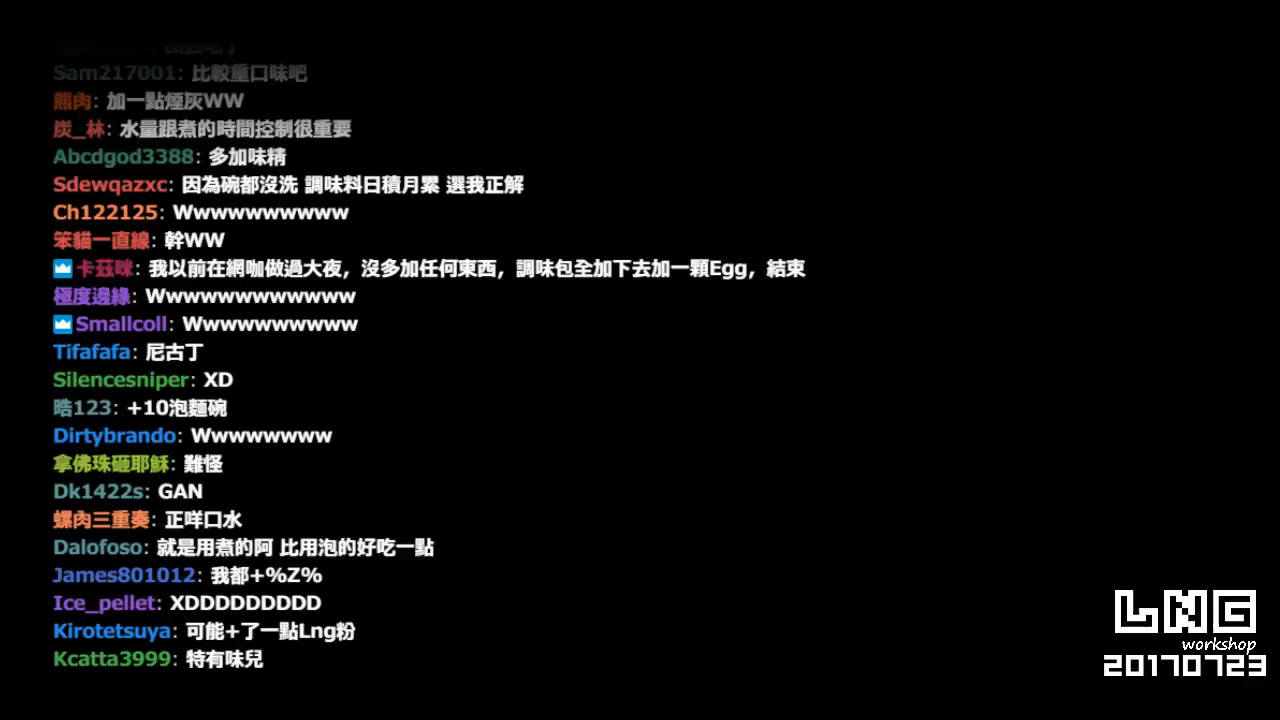 Sam217001: 比較重口味吧
熊肉: 加一點煙灰WW
炭_林: 水量跟煮的時間控制很重要
Abcdgod3388: 多加味精
Sdewqazxc: 因為碗都沒洗 調味料日積月累 選我正解
Ch122125: Wwwwwwwwwww
笨貓一直線: 幹WW
卡茲咪: 我以前在網咖做過大夜，沒多加任何東西，調味包全加下去加一顆Egg，結束
極度邊緣: Wwwwwwwwwwwww
Smallcoll: Wwwwwwwwwww
Tifafafa: 尼古丁
Silencesniper: XD
晧123: +10泡麵碗
Dirtybrando: Wwwwwwwww
拿佛珠砸耶穌: 難怪
Dk1422s: GAN
螺肉三重奏: 正咩口水
Dalofoso: 就是用煮的阿 比用泡的好吃一點
James801012: 我都+%Z%
Ice_pellet: XDDDDDDDDD
Kirotetsuya: 可能+了一點Lng粉
Kcatta3999: 特有味兒
LNG
workshop
20170723